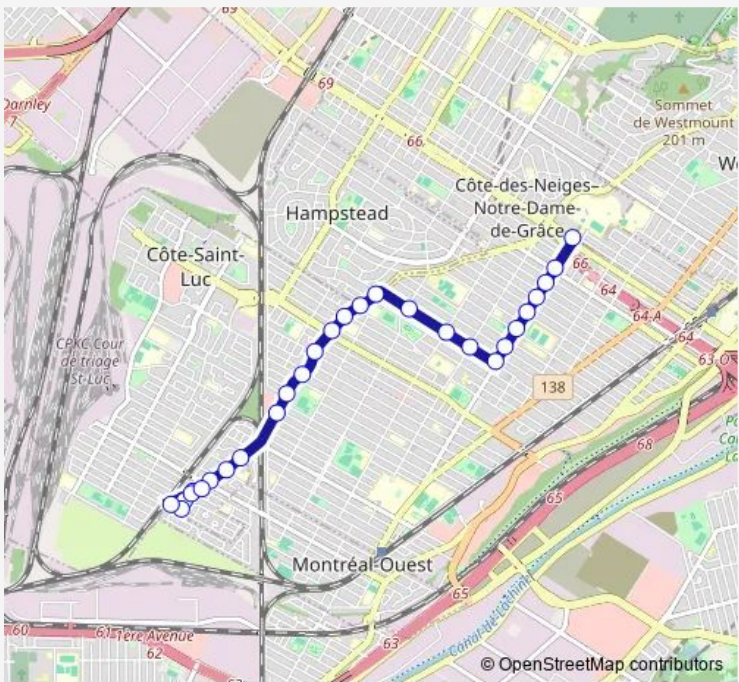 69
69
Darnley
7
66
Sommet
de Westmount
201 m
Côte-des-Neiges–
Notre-Dame-
de-Grâce
Hampstead
Côte-Saint-
Luc
66
64
64-A
64
63 O
CPKC Cour
de triage
St-Luc
138
68
65
Montréal-Ouest
65
Canal de Lachine
60
61
1ère Avenue
62
63
© OpenStreetMap contributors